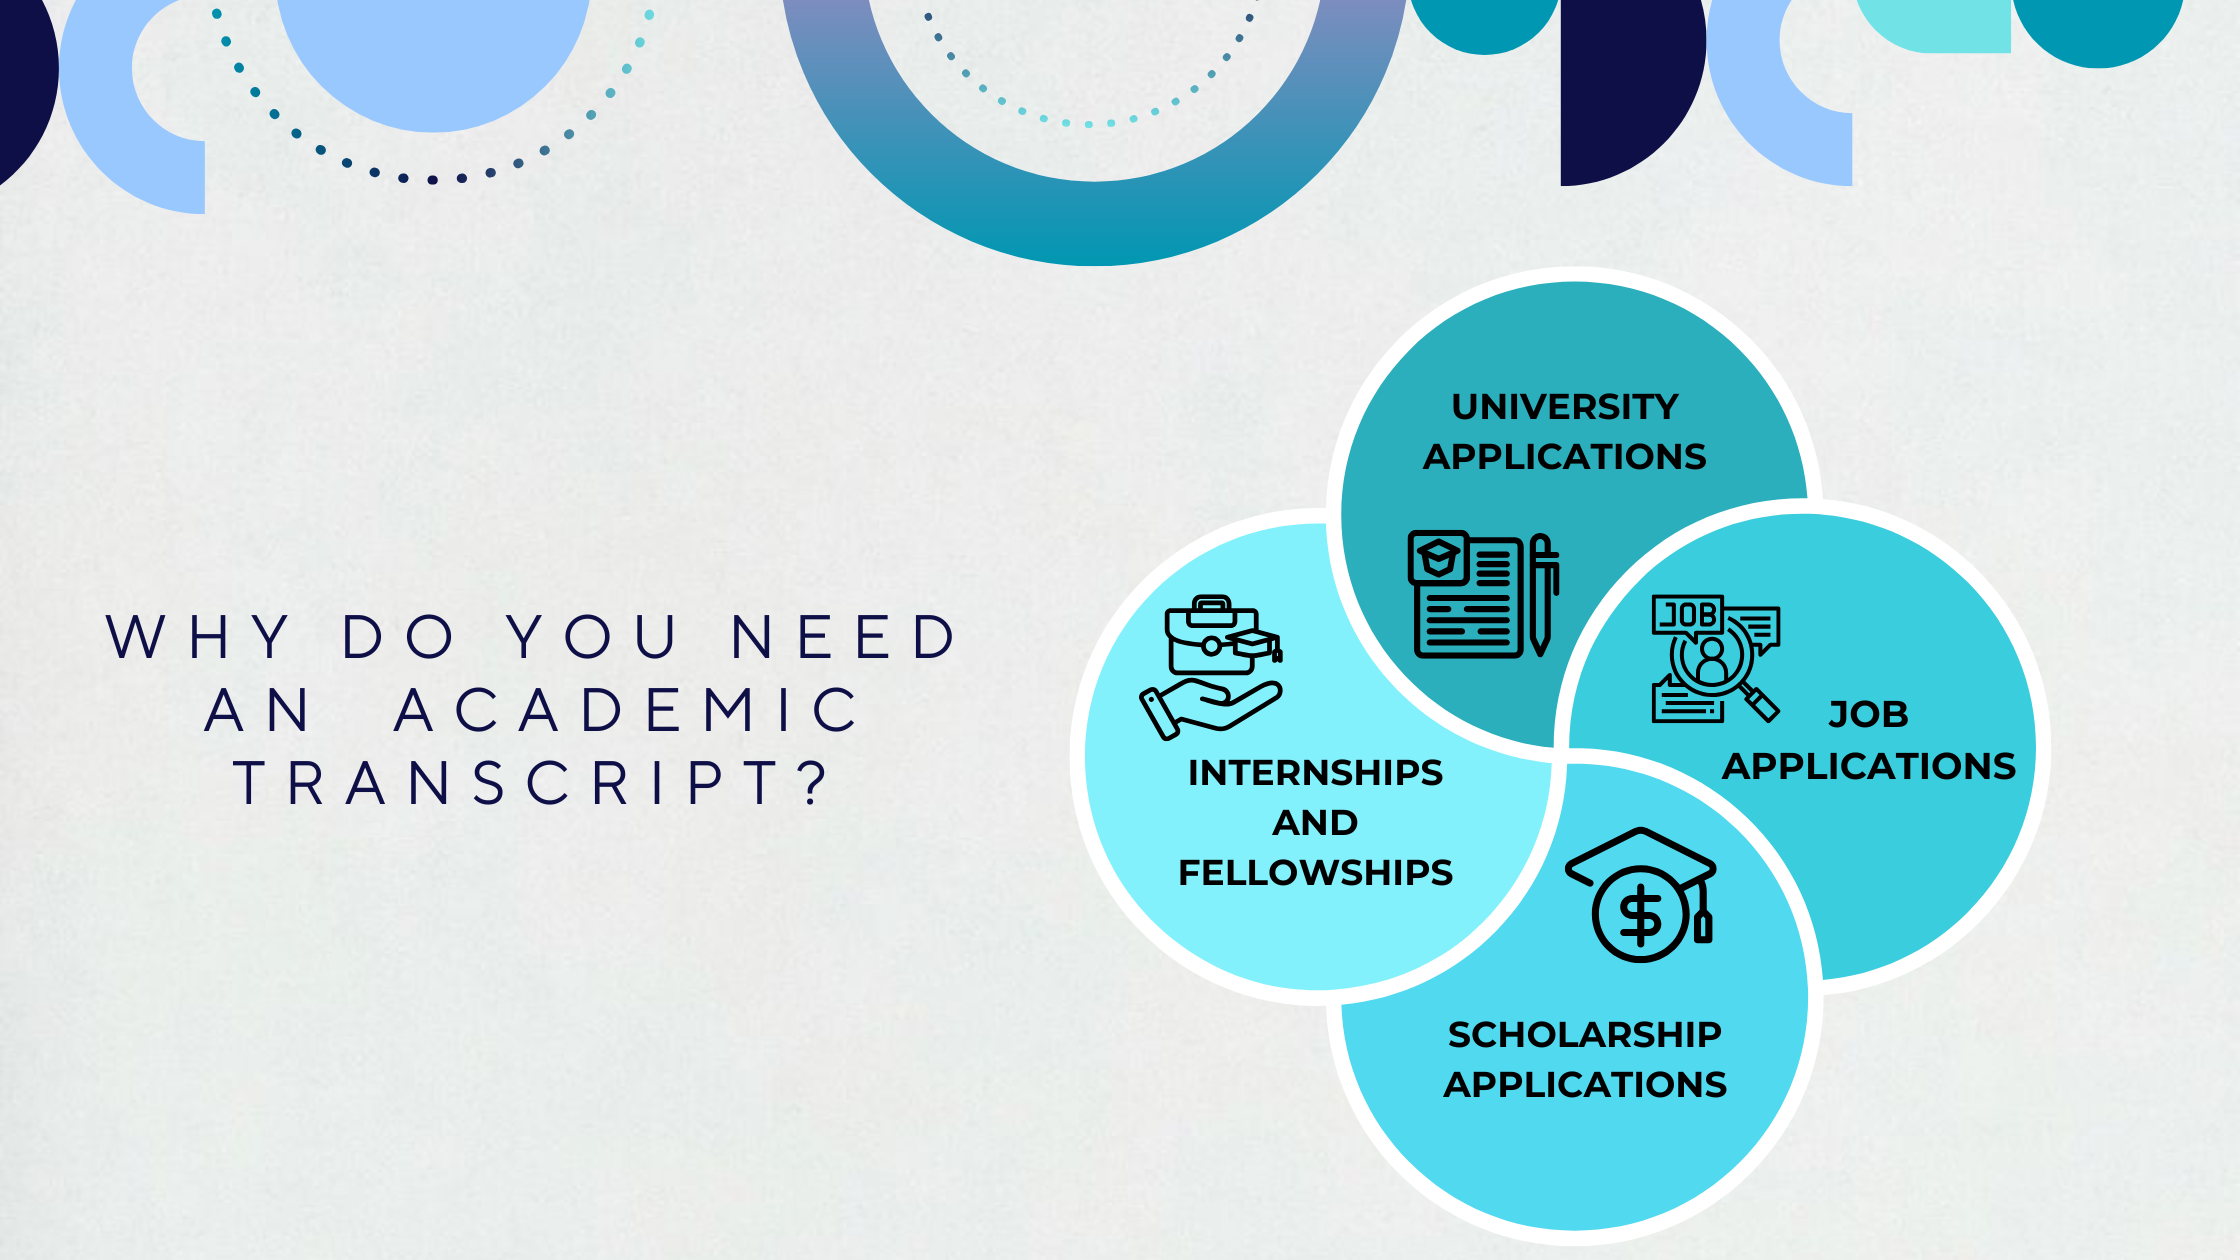 WHY DO YOU NEED
AN ACADEMIC
TRANSCRIPT?
UNIVERSITY
APPLICATIONS
JOB
JOB
APPLICATIONS
INTERNSHIPS
AND
FELLOWSHIPS
$
SCHOLARSHIP
APPLICATIONS